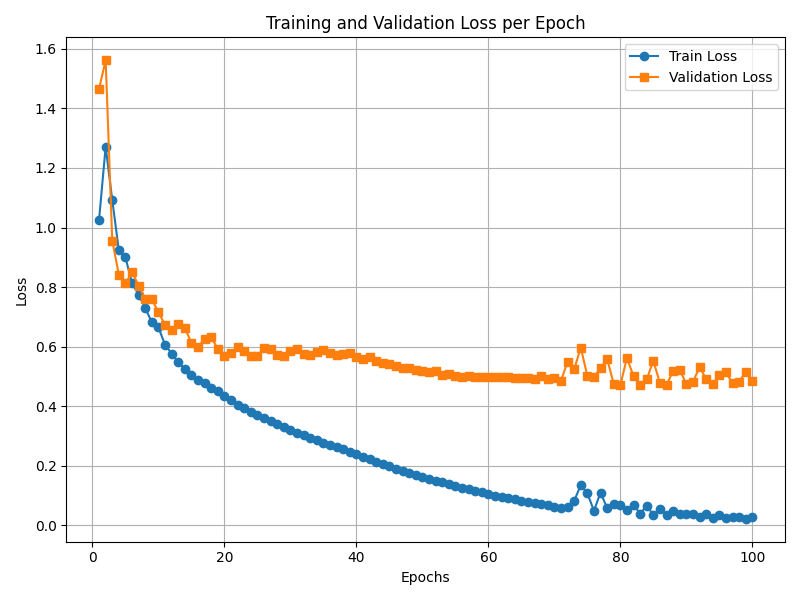 Training and Validation Loss per Epoch
Train Loss
Validation Loss
1.6
1.4
1.2
1.0
0.8
0.6
0.4
0.2
0.0
Loss
0 20 40 60 80 100
Epochs